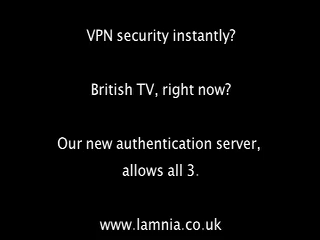 VPN security instantly?
British TV, right now?
Our new authentication server,
allows all 3.
www.lamnia.co.uk